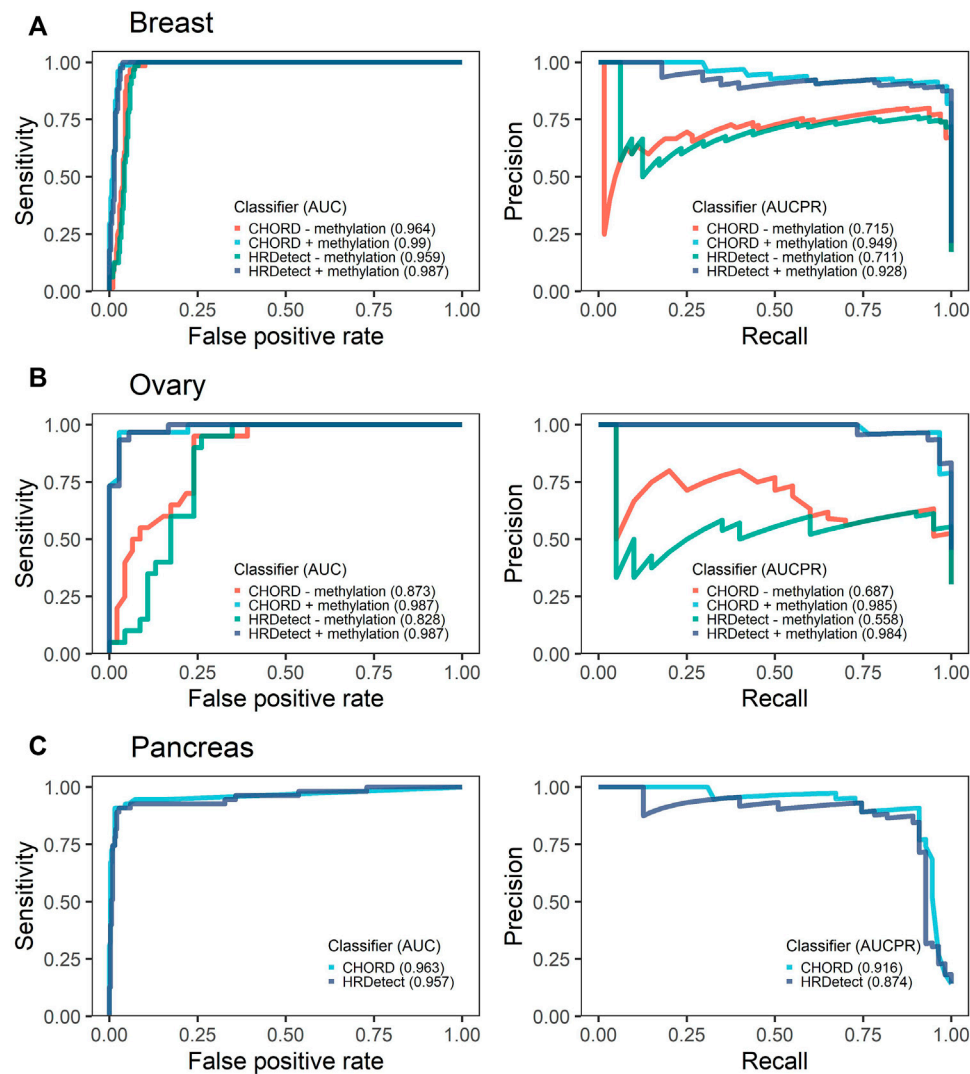 A Breast
Sensitivity
1.00
0.75
0.50
0.25
0.00
Classifier (AUC)
CHORD - methylation (0.964)
CHORD + methylation (0.99)
HRDetect - methylation (0.959)
HRDetect + methylation (0.987)
0.00 0.25 0.50 0.75 1.00
False positive rate
Precision
1.00
0.75
0.50
0.25
0.00
Classifier (AUCPR)
CHORD - methylation (0.715)
CHORD + methylation (0.949)
HRDetect - methylation (0.711)
HRDetect + methylation (0.928)
0.00 0.25 0.50 0.75 1.00
Recall
B Ovary
Sensitivity
1.00
0.75
0.50
0.25
0.00
Classifier (AUC)
CHORD - methylation (0.873)
CHORD + methylation (0.987)
HRDetect - methylation (0.828)
HRDetect + methylation (0.987)
0.00 0.25 0.50 0.75 1.00
False positive rate
Precision
1.00
0.75
0.50
0.25
0.00
Classifier (AUCPR)
CHORD - methylation (0.687)
CHORD + methylation (0.985)
HRDetect - methylation (0.558)
HRDetect + methylation (0.984)
0.00 0.25 0.50 0.75 1.00
Recall
C Pancreas
Sensitivity
1.00
0.75
0.50
0.25
0.00
Classifier (AUC)
CHORD (0.963)
HRDetect (0.957)
0.00 0.25 0.50 0.75 1.00
False positive rate
Precision
1.00
0.75
0.50
0.25
0.00
Classifier (AUCPR)
CHORD (0.916)
HRDetect (0.874)
0.00 0.25 0.50 0.75 1.00
Recall